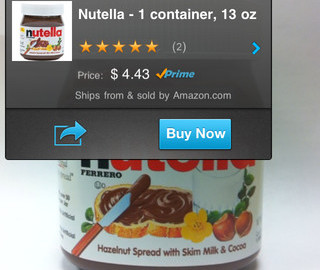 nutella
Nutella - 1 container, 13 oz
(2)
Price: $ 4.43 Prime
Ships from & sold by Amazon.com
Buy Now
nutella
FERRERO
Hazelnut Spread with Skim Milk & Cocoa